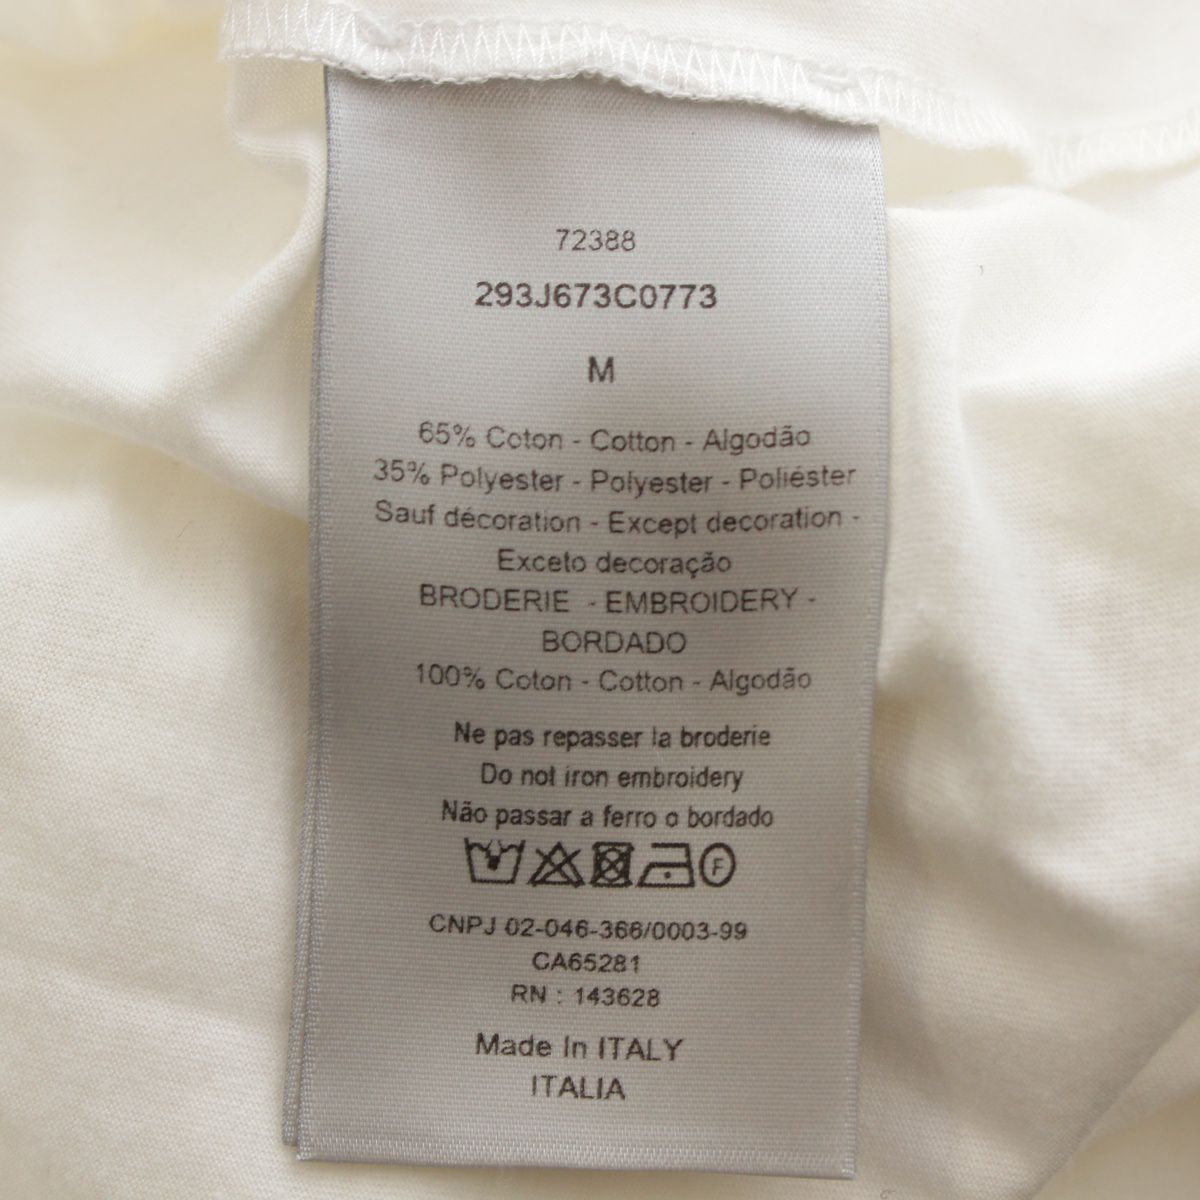 72388
293J673C0773
M
65% Coton - Cotton - Algodão
35% Polyester - Polyester - Poliéster
Sauf décoration - Except decoration -
Exceto decoração
BRODERIE - EMBROIDERY -
BORDADO
100% Coton - Cotton - Algodão
Ne pas repasser la broderie
Do not iron embroidery
Não passar a ferro o bordado
F
CNPJ 02-046-366/0003-99
CA65281
RN : 143628
Made In ITALY
ITALIA